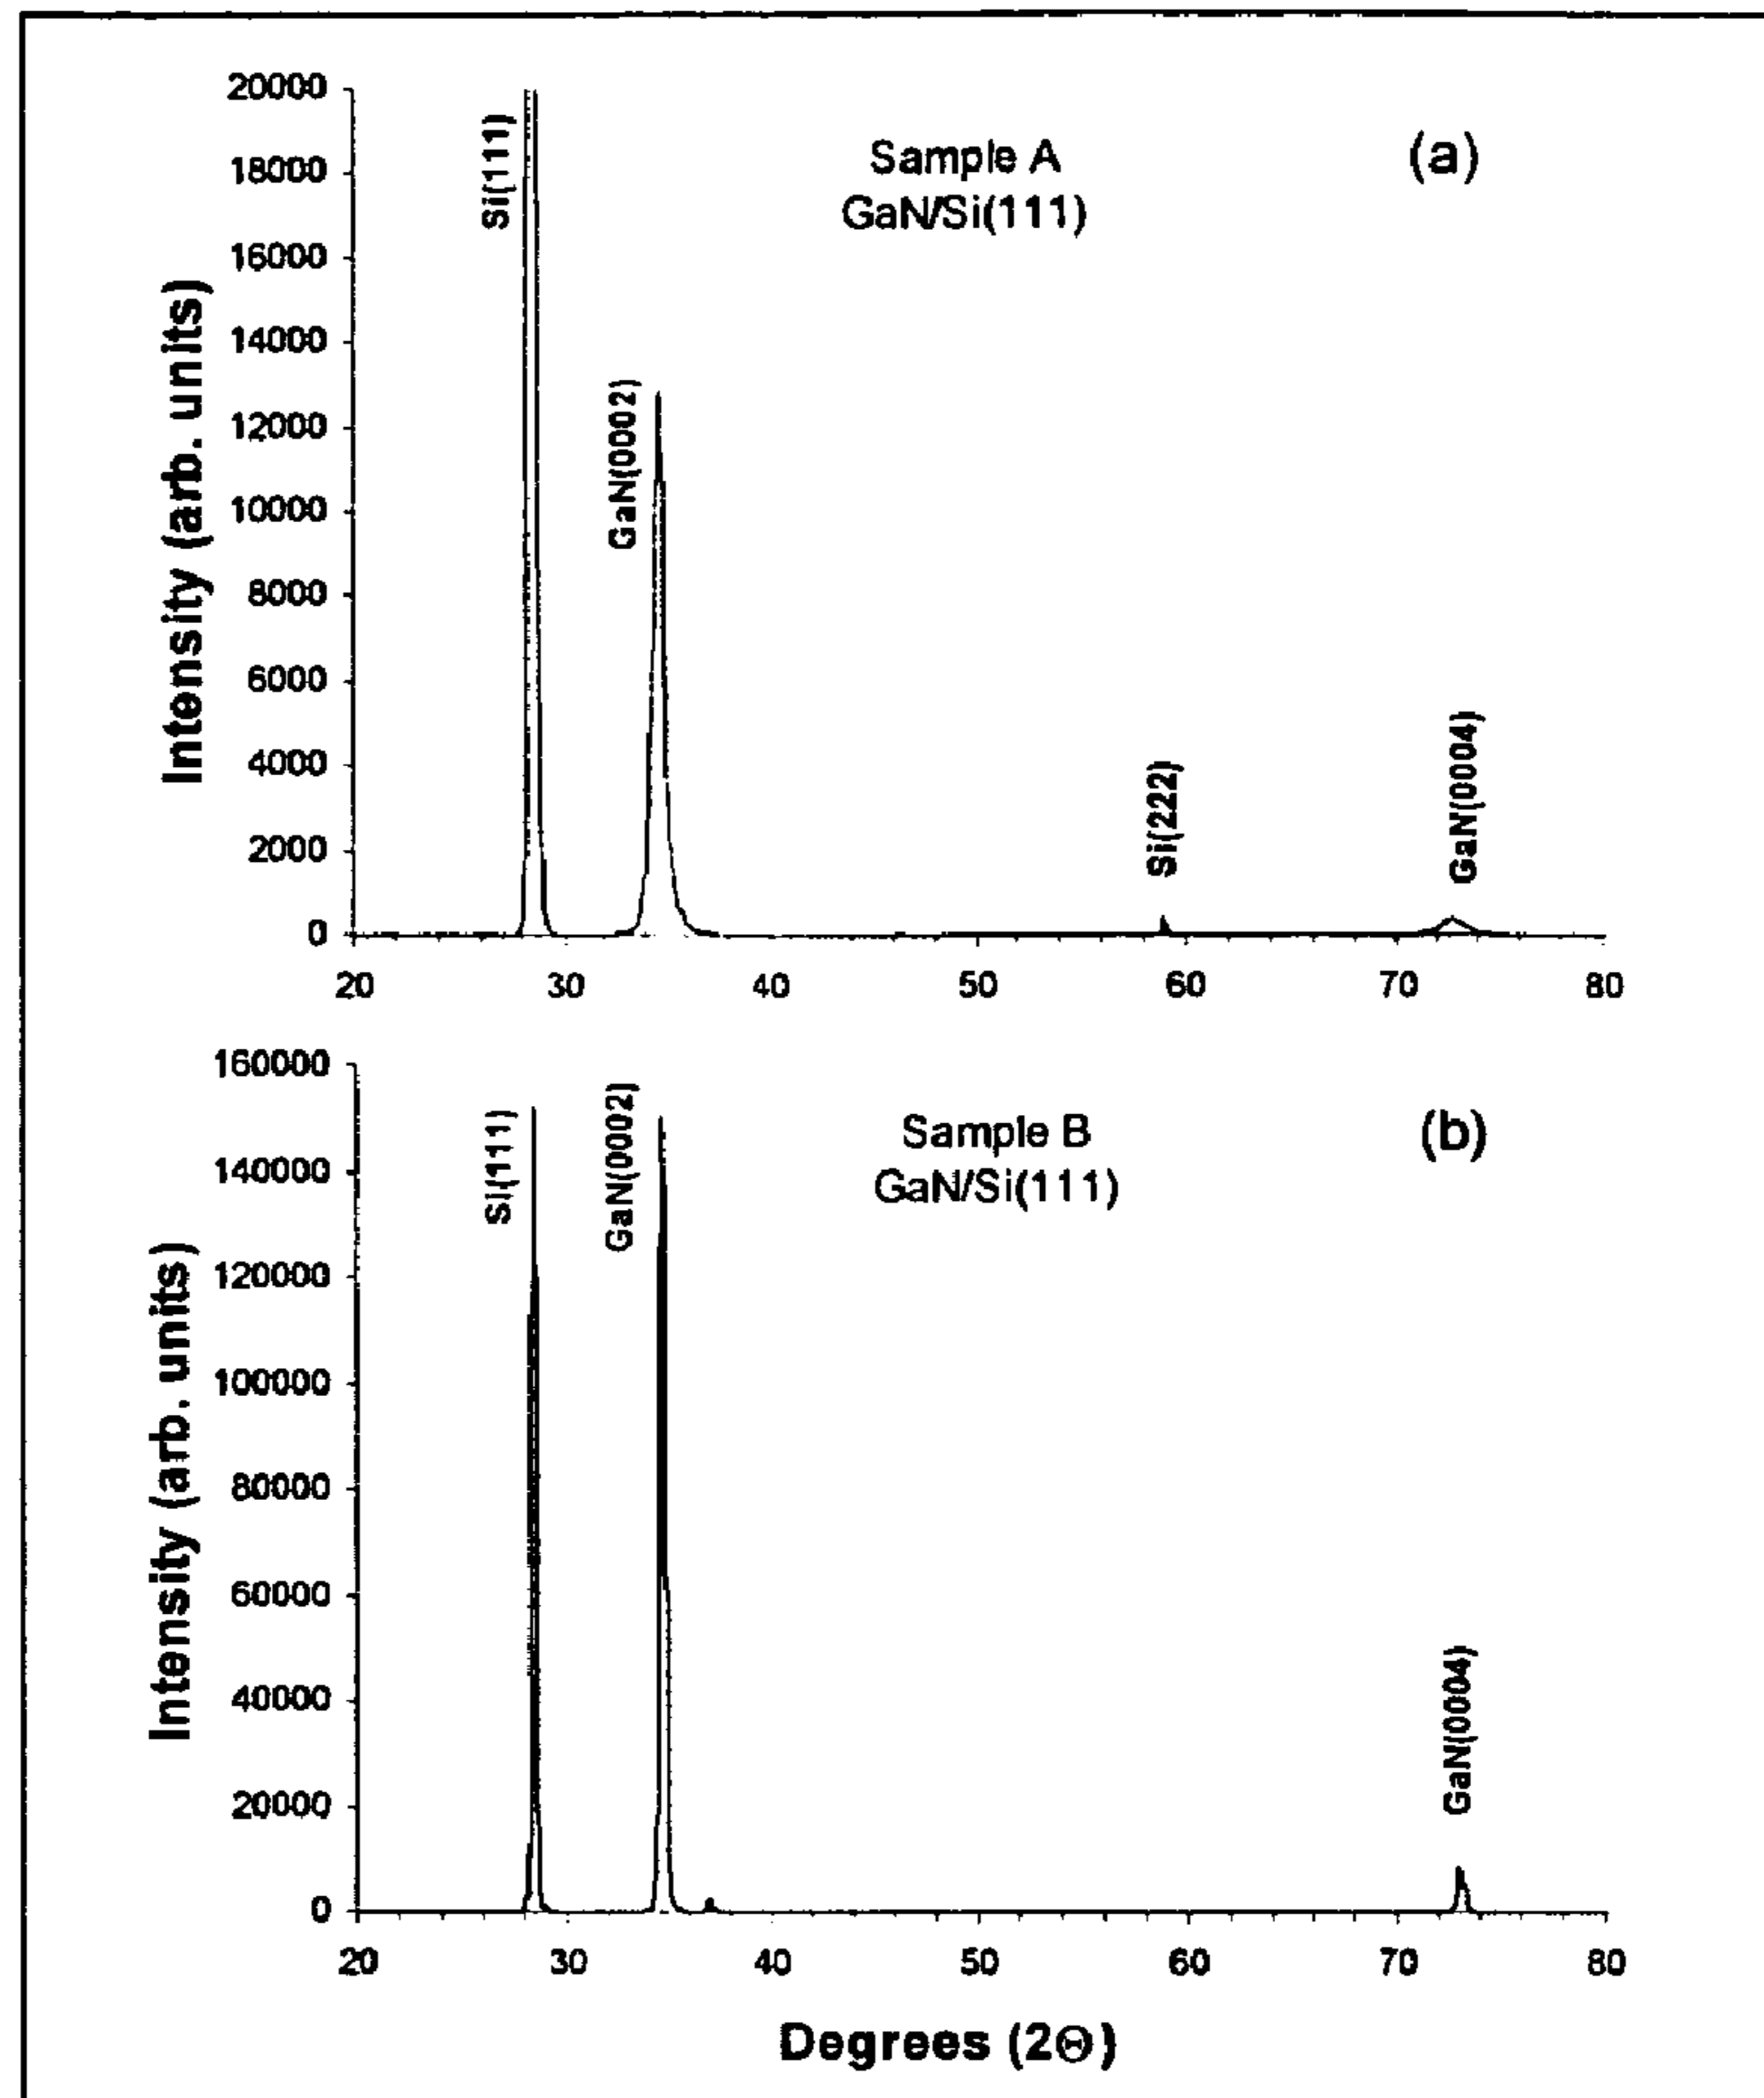 20000
18000
16000
14000
12000
10000
8000
6000
4000
2000
0
Intensity (arb. units)
Si(111)
GaN(0002)
Sample A
GaN/Si(111)
(a)
Si(222)
GaN(0004)
20 30 40 50 60 70 80
160000
140000
120000
100000
80000
60000
40000
20000
0
Intensity (arb. units)
Si(111)
GaN(0002)
Sample B
GaN/Si(111)
(b)
GaN(0004)
20 30 40 50 60 70 80
Degrees (2Θ)